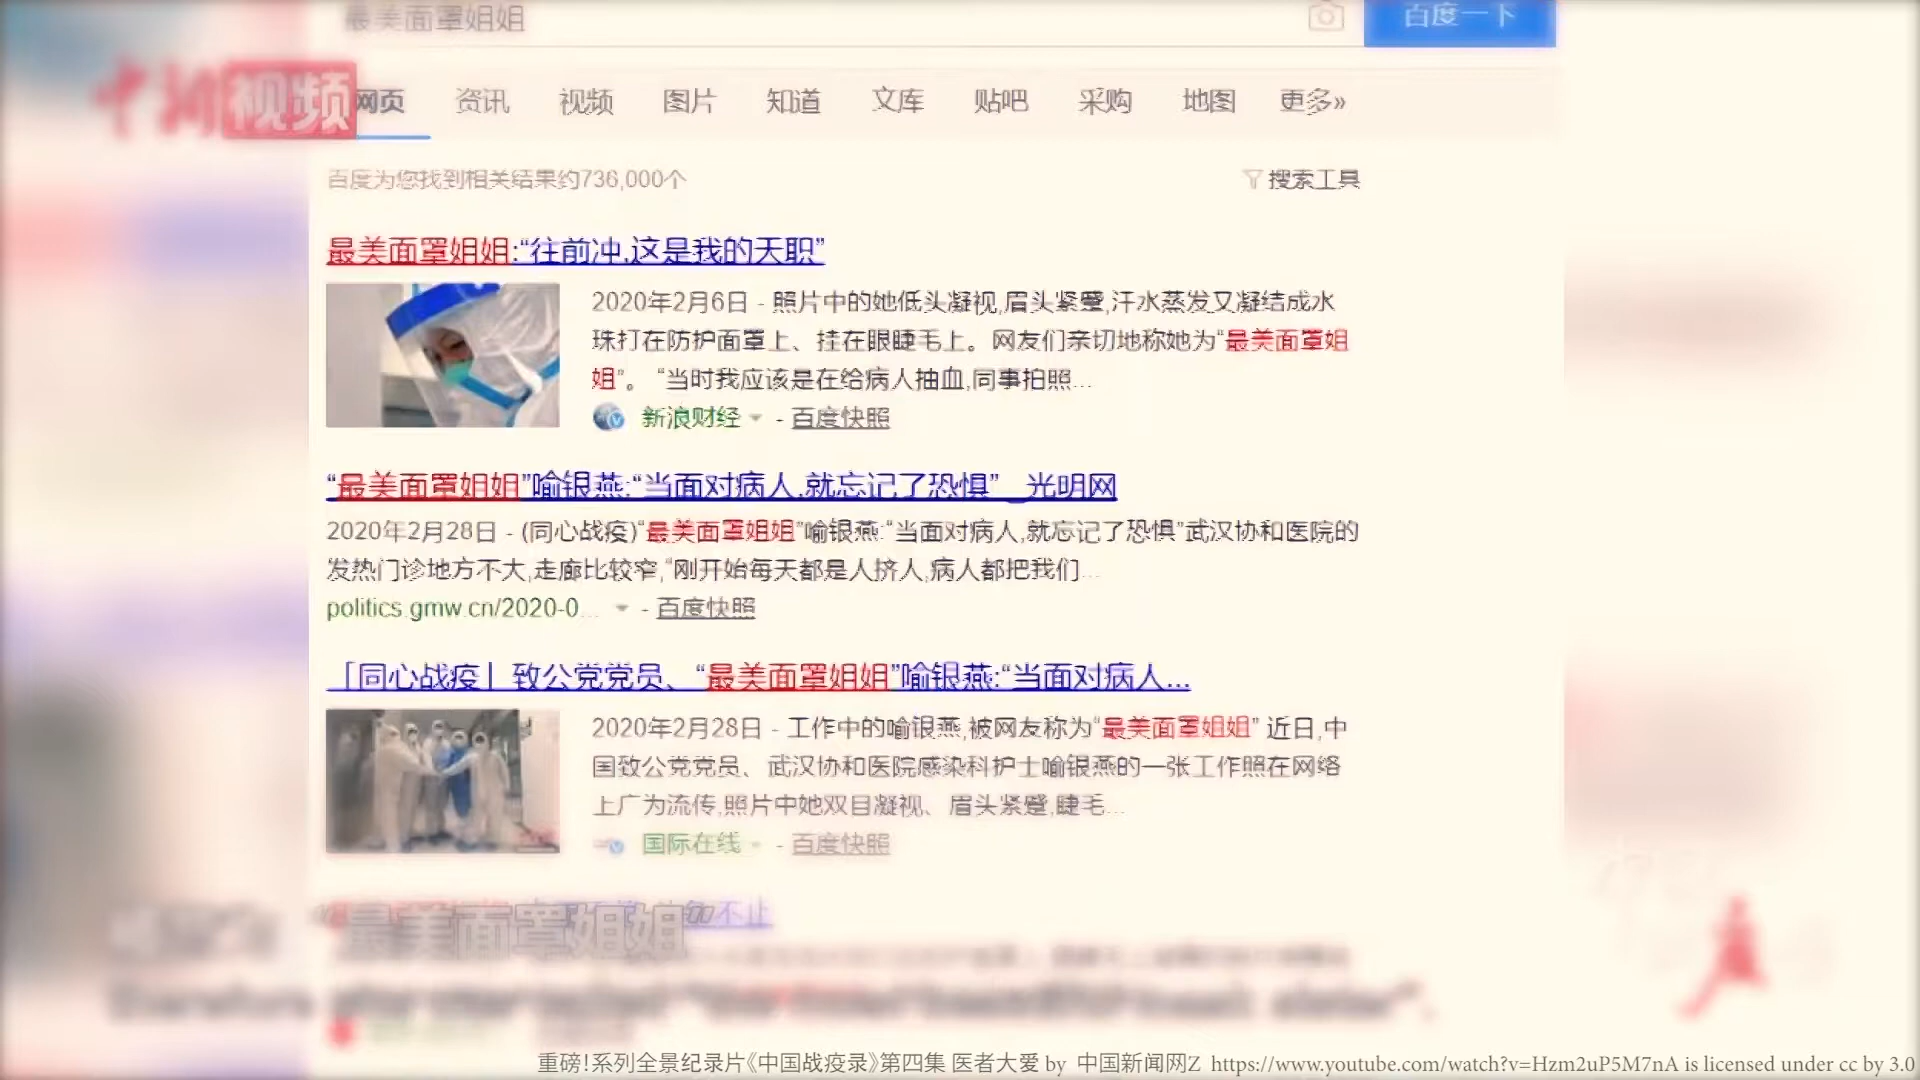 最美面罩姐姐
百度一下
中新视频
网页 资讯 视频 图片 知道 文库 贴吧 采购 地图 更多»
百度为您找到相关结果约736,000个
搜索工具
最美面罩姐姐:“往前冲,这是我的天职”
2020年2月6日 - 照片中的她低头凝视,眉头紧蹙,汗水蒸发又凝结成水
珠打在防护面罩上、挂在眼睫毛上。网友们亲切地称她为“最美面罩姐
姐”。 “当时我应该是在给病人抽血,同事拍照...
新浪财经 - 百度快照
“最美面罩姐姐”喻银燕:“当面对病人,就忘记了恐惧” _光明网
2020年2月28日 - (同心战疫)“最美面罩姐姐”喻银燕:“当面对病人,就忘记了恐惧”武汉协和医院的
发热门诊地方不大,走廊比较窄,“刚开始每天都是人挤人,病人都把我们...
politics.gmw.cn/2020-0... - 百度快照
「同心战疫」致公党党员、“最美面罩姐姐”喻银燕:“当面对病人...
2020年2月28日 - 工作中的喻银燕,被网友称为“最美面罩姐姐” 近日,中
国致公党党员、武汉协和医院感染科护士喻银燕的一张工作照在网络
上广为流传,照片中她双目凝视、眉头紧蹙,睫毛...
国际在线 - 百度快照
不止
“最美面罩姐姐”
重磅!系列全景纪录片《中国战疫录》第四集 医者大爱 by 中国新闻网Z https://www.youtube.com/watch?v=Hzm2uP5M7nA is licensed under cc by 3.0